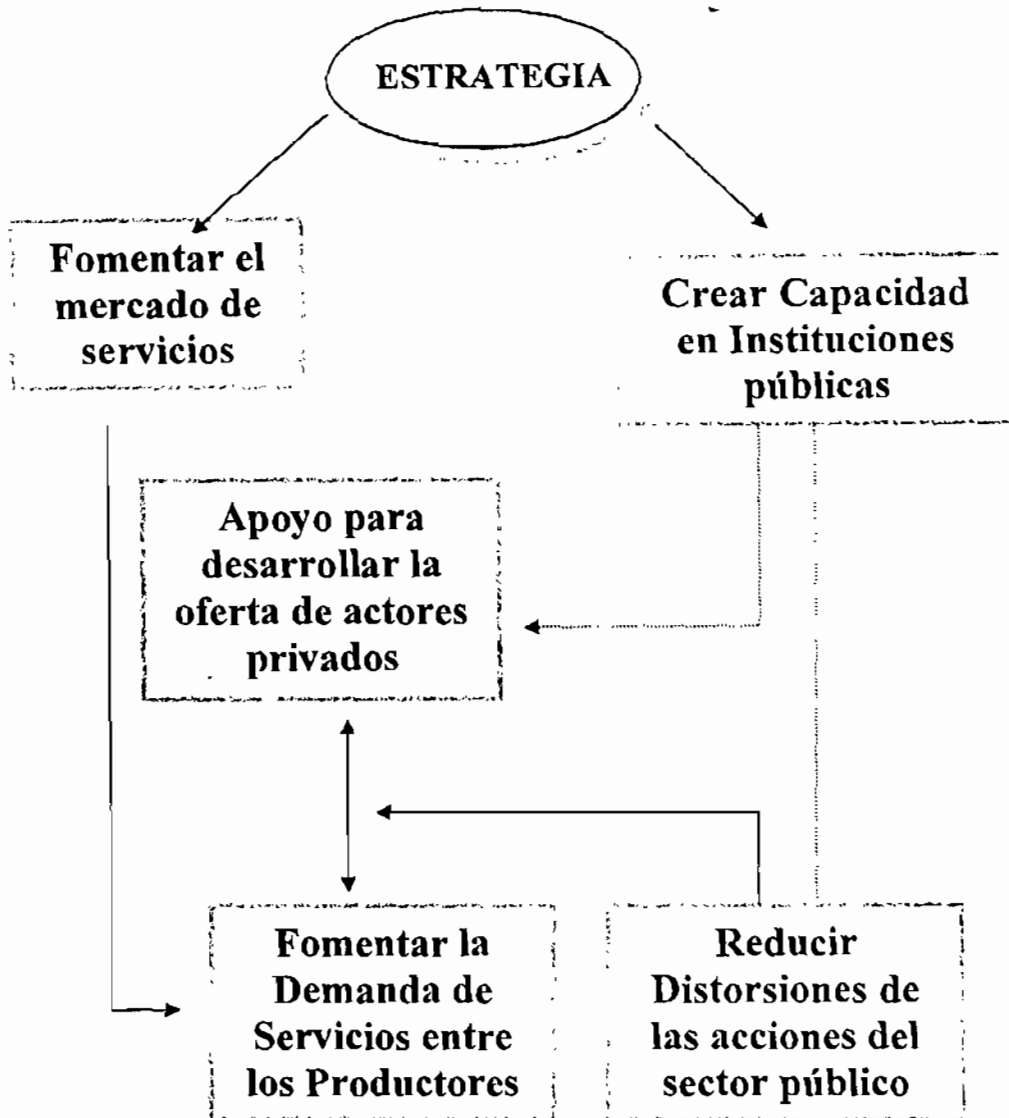 ESTRATEGIA
Fomentar el
mercado de
servicios
Crear Capacidad
en Instituciones
públicas
Apoyo para
desarrollar la
oferta de actores
privados
Fomentar la
Demanda de
Servicios entre
los Productores
Reducir
Distorsiones de
las acciones del
sector público